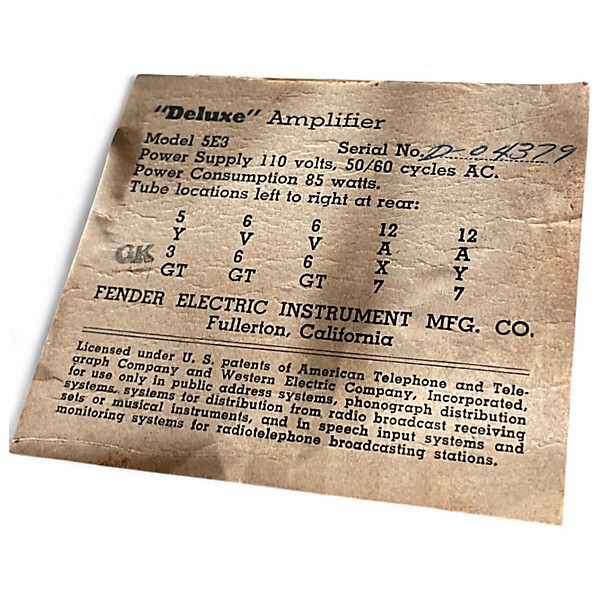 "Deluxe" Amplifier
Model 5E3 Serial No. D-04379
Power Supply 110 volts, 50/60 cycles AC.
Power Consumption 85 watts.
Tube locations left to right at rear:
5 6 6 12 12
Y V V A A
GK 3 6 6 X Y
GT GT GT 7 7
FENDER ELECTRIC INSTRUMENT MFG. CO.
Fullerton, California
Licensed under U. S. patents of American Telephone and Tele-
graph Company and Western Electric Company, Incorporated,
for use only in public address systems, phonograph distribution
systems, systems for distribution from radio broadcast receiving
sets or musical instruments, and in speech input systems and
monitoring systems for radiotelephone broadcasting stations.